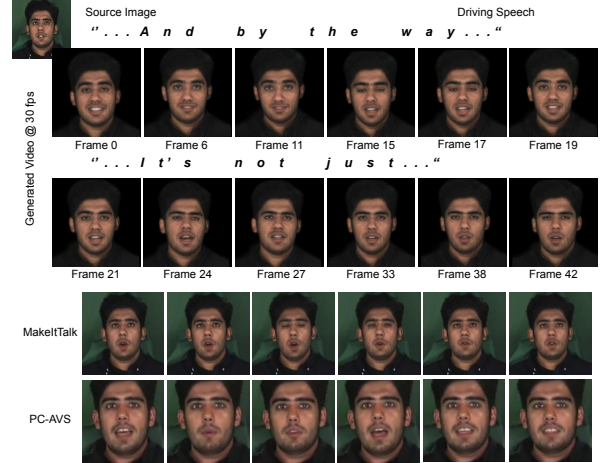 Source Image
Driving Speech
“...And by the way...“
Generated Video @ 30 fps
Frame 0 Frame 6 Frame 11 Frame 15 Frame 17 Frame 19
“...It's not just...“
Frame 21 Frame 24 Frame 27 Frame 33 Frame 38 Frame 42
MakeItTalk
PC-AVS